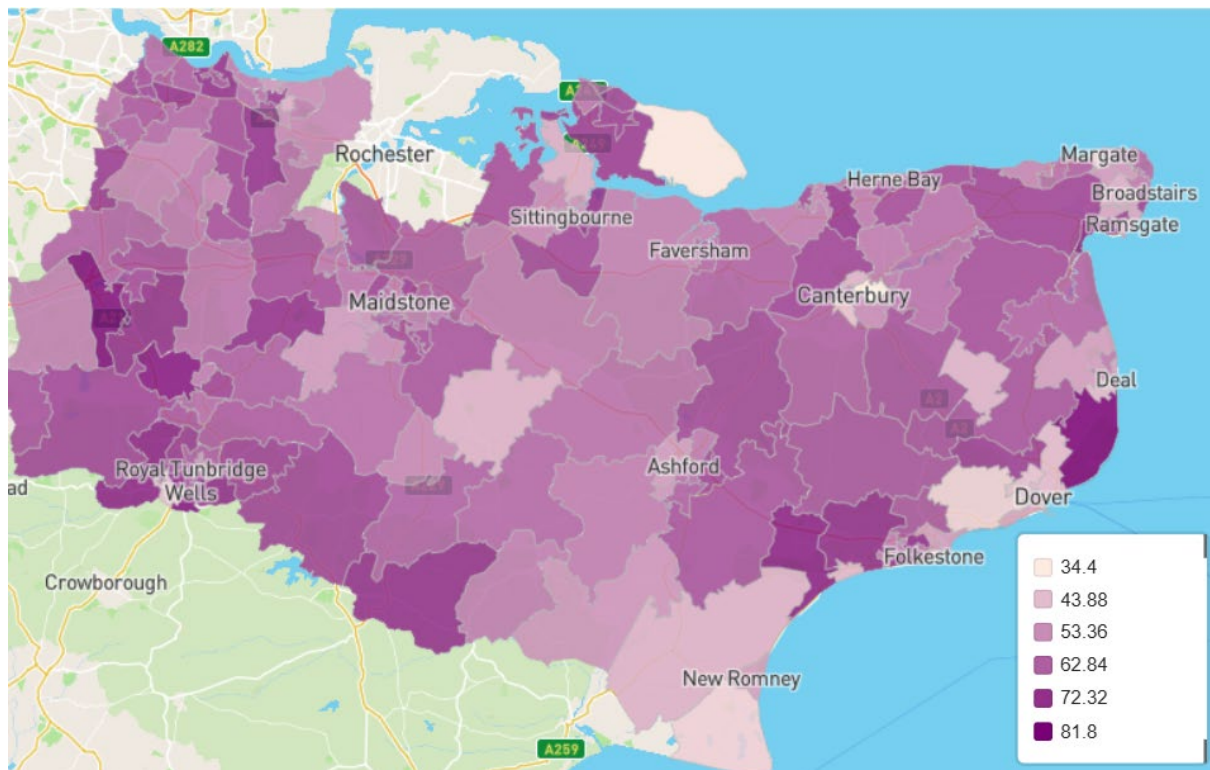 A282
Rochester
Margate
Herne Bay
Broadstairs
Sittingbourne
Ramsgate
Faversham
Canterbury
Maidstone
Deal
A2
Ashford
Royal Tunbridge
Wells
ad
Dover
Folkestone
Crowborough
New Romney
A259
34.4
43.88
53.36
62.84
72.32
81.8